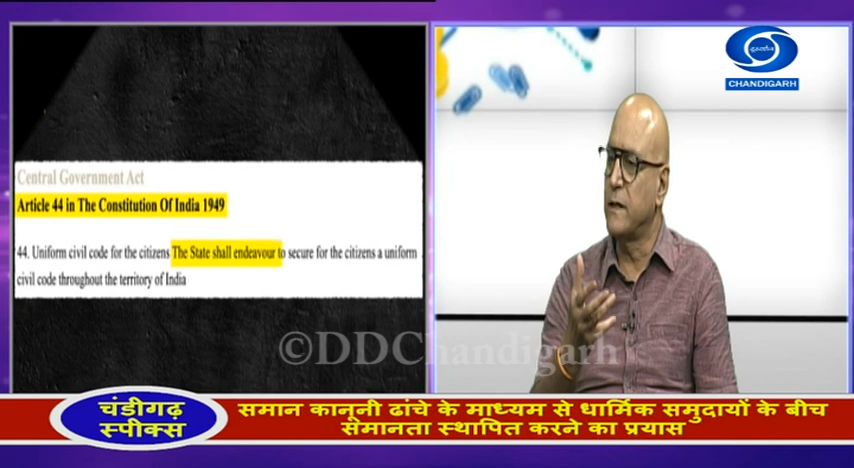 दूरदर्शन
CHANDIGARH
Central Government Act
Article 44 in The Constitution Of India 1949
44. Uniform civil code for the citizens The State shall endeavour to secure for the citizens a uniform
civil code throughout the territory of India
©DDChandigarh
चंडीगढ़
स्पीक्स
समान कानूनी ढांचे के माध्यम से धार्मिक समुदायों के बीच
समानता स्थापित करने का प्रयास